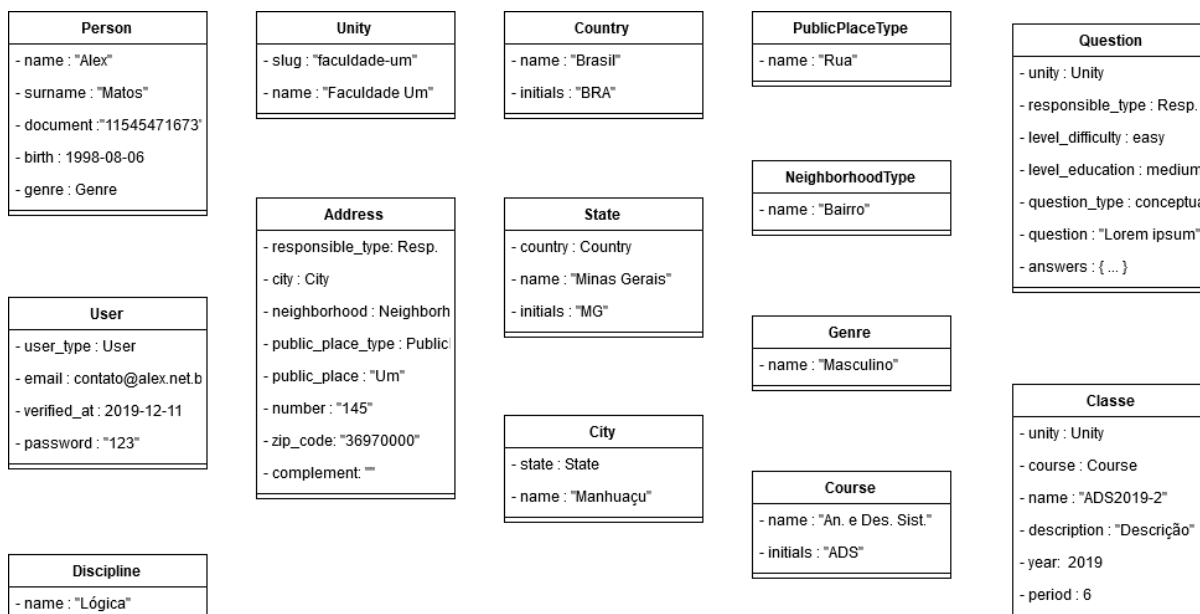 Person
- name : "Alex"
- surname : "Matos"
- document :"11545471673"
- birth : 1998-08-06
- genre : Genre
User
- user_type : User
- email : contato@alex.net.b
- verified_at : 2019-12-11
- password : "123"
Discipline
- name : "Lógica"
Unity
- slug : "faculdade-um"
- name : "Faculdade Um"
Address
- responsible_type: Resp.
- city : City
- neighborhood : Neighborh
- public_place_type : Public
- public_place : "Um"
- number : "145"
- zip_code: "36970000"
- complement: ""
Country
- name : "Brasil"
- initials : "BRA"
State
- country : Country
- name : "Minas Gerais"
- initials : "MG"
City
- state : State
- name : "Manhuaçu"
PublicPlaceType
- name : "Rua"
NeighborhoodType
- name : "Bairro"
Genre
- name : "Masculino"
Course
- name : "An. e Des. Sist."
- initials : "ADS"
Question
- unity : Unity
- responsible_type : Resp.
- level_difficulty : easy
- level_education : medium
- question_type : conceptua
- question : "Lorem ipsum"
- answers : { ... }
Classe
- unity : Unity
- course : Course
- name : "ADS2019-2"
- description : "Descrição"
- year: 2019
- period : 6